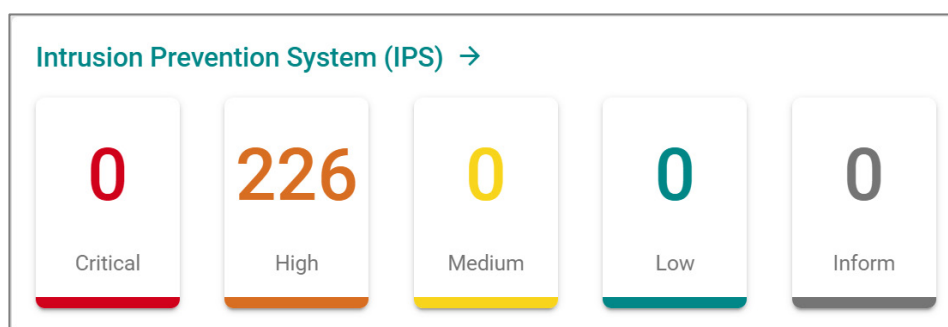 Intrusion Prevention System (IPS) →
0 226 0 0 0
Critical High Medium Low Inform